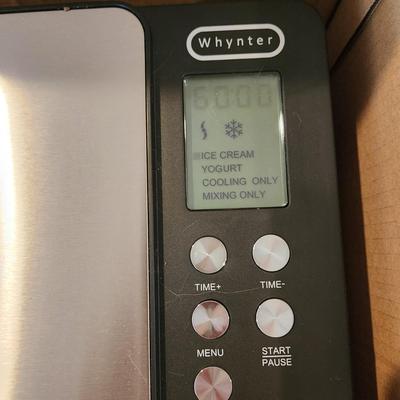 Whynter
60:00
ICE CREAM
YOGURT
COOLING ONLY
MIXING ONLY
TIME+ TIME-
MENU START
PAUSE